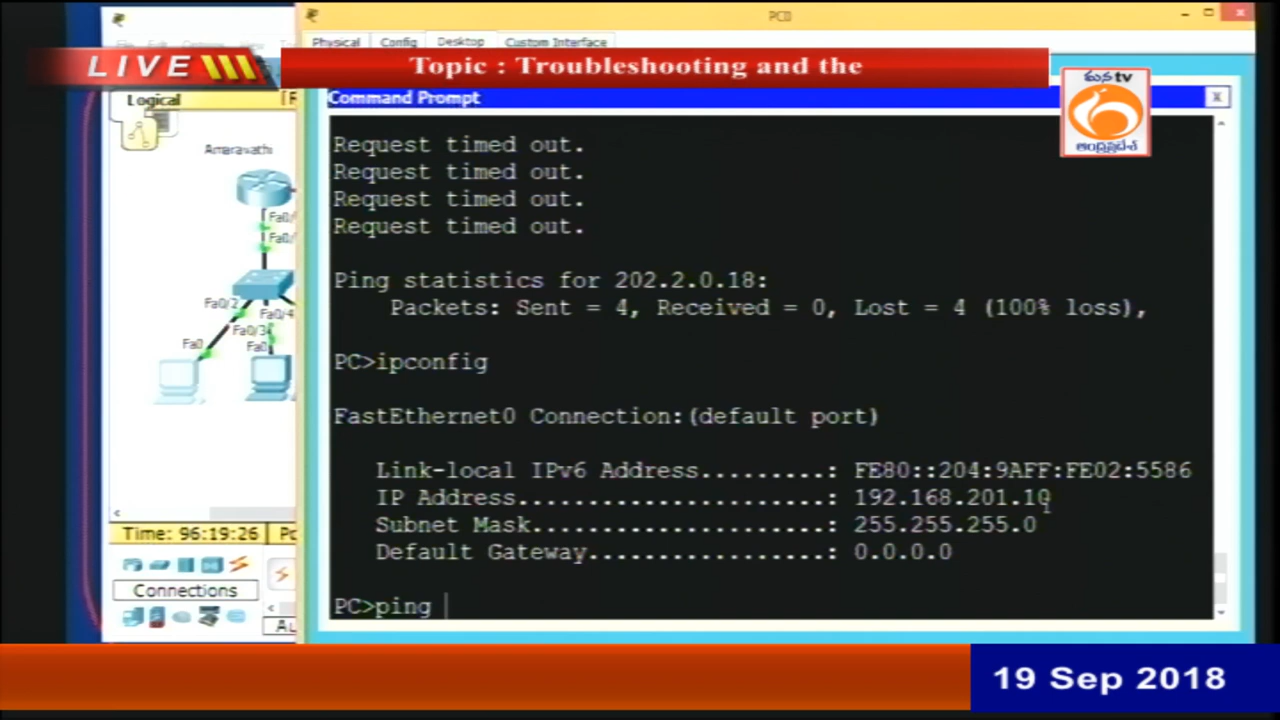 PC0
Physical Config Desktop Custom Interface
LIVE
Topic : Troubleshooting and the
మన tv
ఆంధ్రప్రదేశ్
Logical
Command Prompt
X
Request timed out.
Request timed out.
Request timed out.
Request timed out.
Ping statistics for 202.2.0.18:
Packets: Sent = 4, Received = 0, Lost = 4 (100% loss),
PC>ipconfig
FastEthernet0 Connection:(default port)
Link-local IPv6 Address.........: FE80::204:9AFF:FE02:5586
IP Address......................: 192.168.201.10
Subnet Mask.....................: 255.255.255.0
Default Gateway.................: 0.0.0.0
PC>ping
Amaravathi
Fa0/2
Fa0/4
Fa0/3
Fa0
Fa0
Time: 96:19:26
Connections
19 Sep 2018